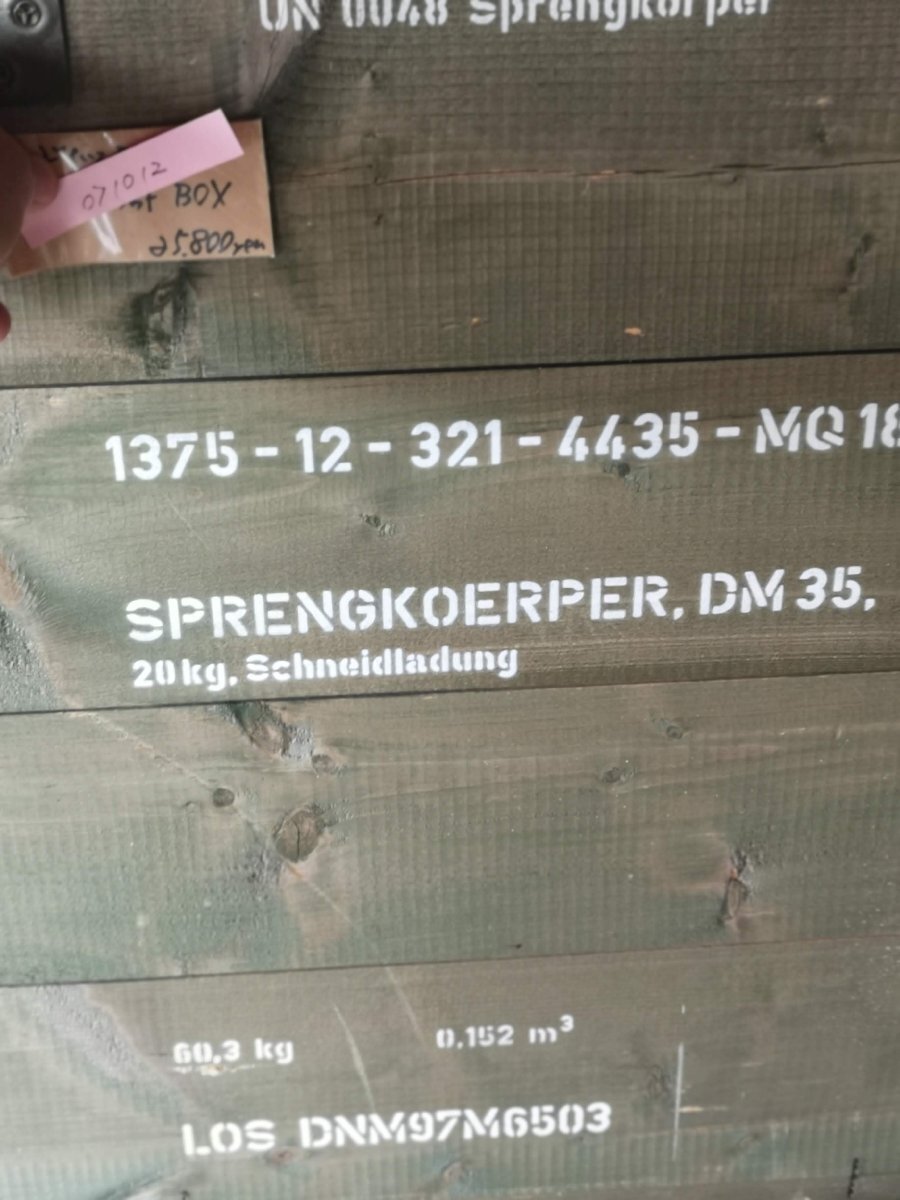 UN 0048 Sprengkörper
071012
BOX
25.800yen
1375-12-321-4435-MQ 18
SPRENGKOERPER, DM 35,
20 kg, Schneidladung
60,3 kg 0,152 m³
LOS DNM97M6503